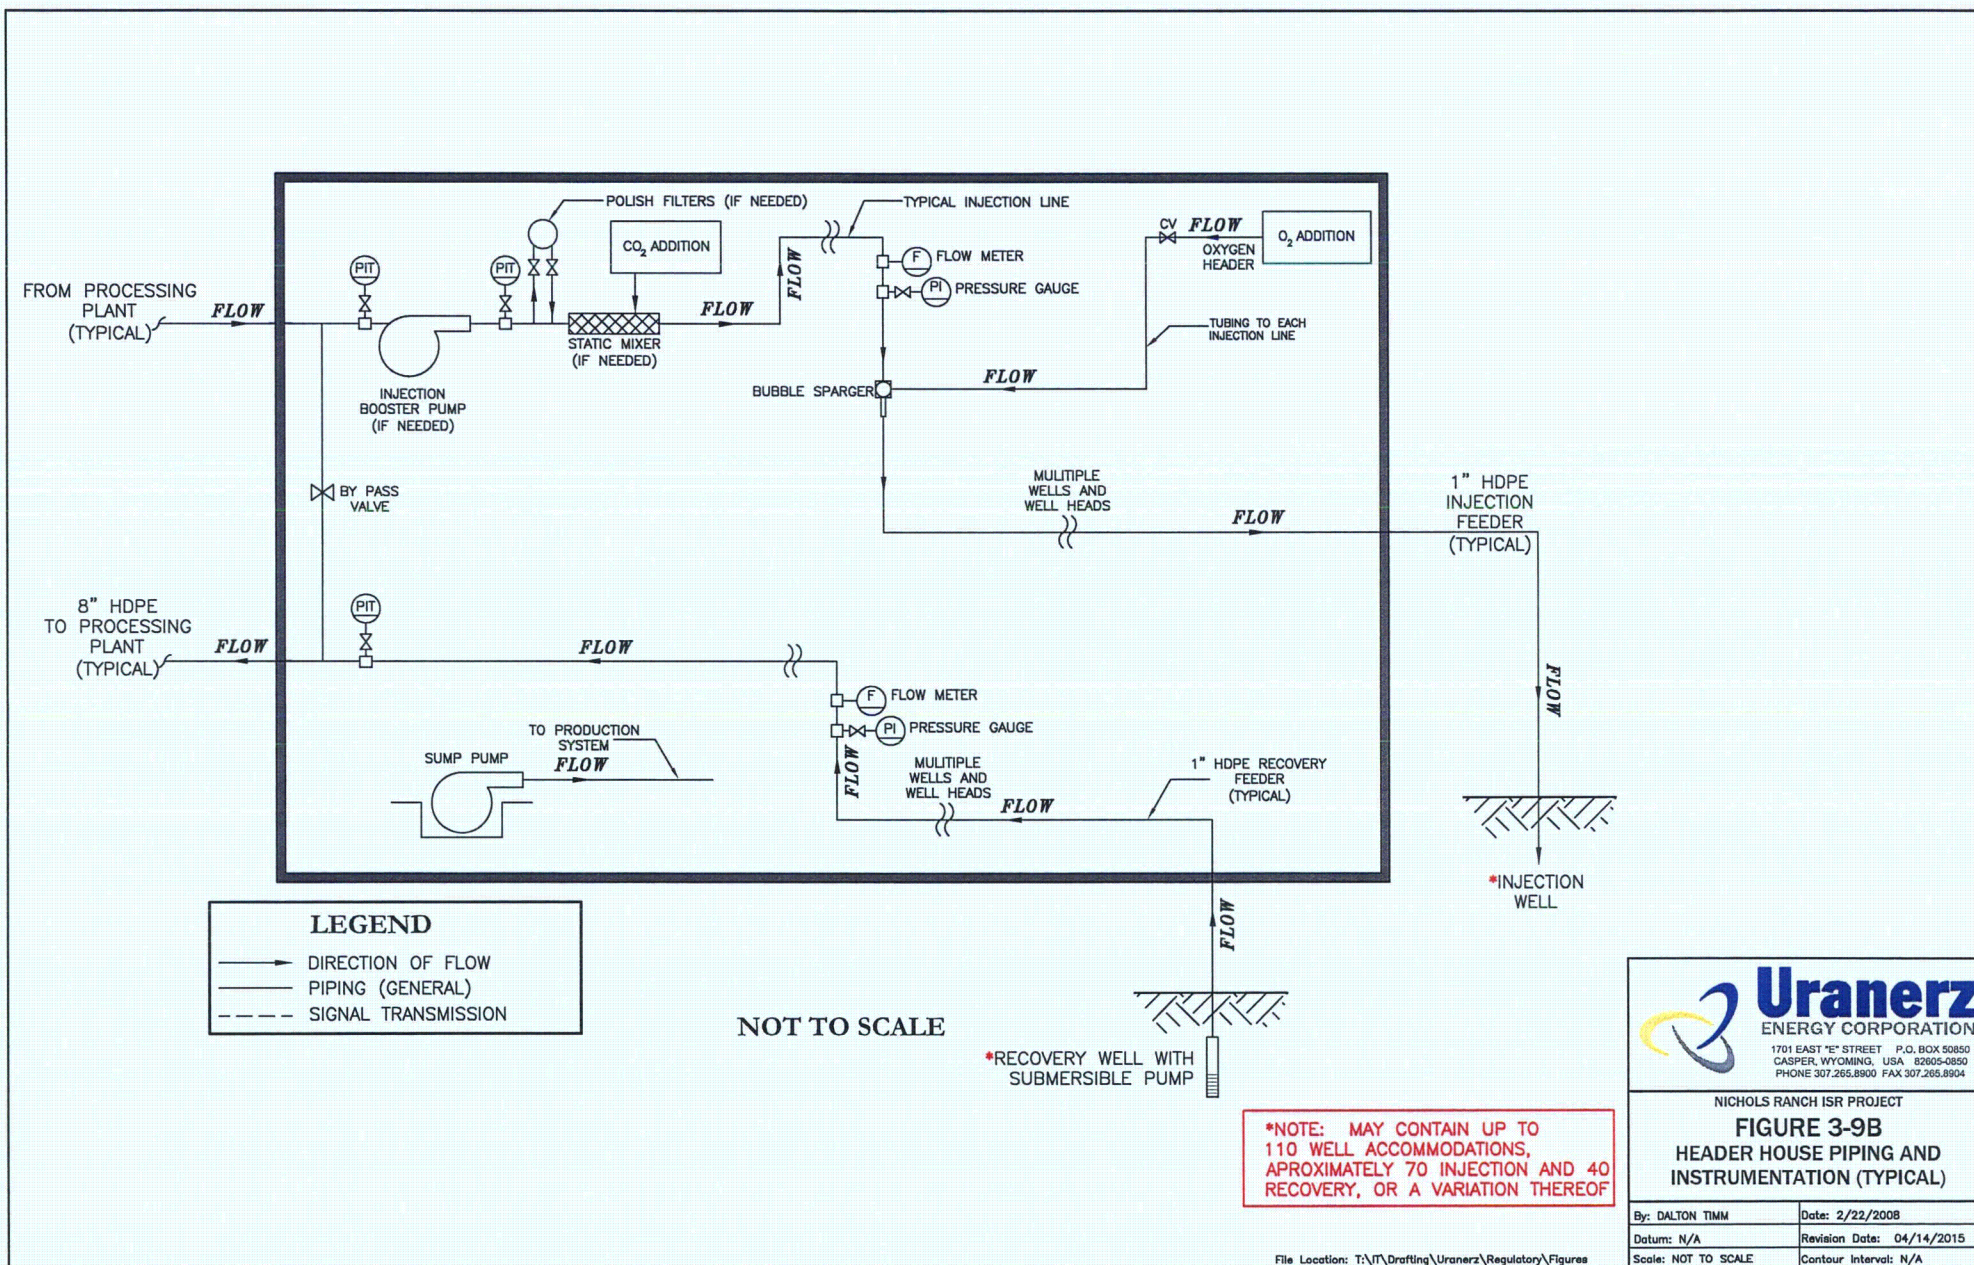 POLISH FILTERS (IF NEEDED)
TYPICAL INJECTION LINE
CO2 ADDITION
CV FLOW
OXYGEN
HEADER
O2 ADDITION
F FLOW METER
PI PRESSURE GAUGE
PIT
PIT
FROM PROCESSING
PLANT
(TYPICAL)
FLOW
FLOW
FLOW
STATIC MIXER
(IF NEEDED)
TUBING TO EACH
INJECTION LINE
INJECTION
BOOSTER PUMP
(IF NEEDED)
BUBBLE SPARGER
FLOW
BY PASS
VALVE
MULITIPLE
WELLS AND
WELL HEADS
FLOW
1" HDPE
INJECTION
FEEDER
(TYPICAL)
8" HDPE
TO PROCESSING
PLANT
(TYPICAL)
FLOW
PIT
FLOW
F FLOW METER
PI PRESSURE GAUGE
FLOW
FLOW
TO PRODUCTION
SYSTEM
SUMP PUMP
FLOW
MULITIPLE
WELLS AND
WELL HEADS
FLOW
1" HDPE RECOVERY
FEEDER
(TYPICAL)
*INJECTION
WELL
FLOW
LEGEND
DIRECTION OF FLOW
PIPING (GENERAL)
SIGNAL TRANSMISSION
NOT TO SCALE
*RECOVERY WELL WITH
SUBMERSIBLE PUMP
*NOTE: MAY CONTAIN UP TO
110 WELL ACCOMMODATIONS,
APROXIMATELY 70 INJECTION AND 40
RECOVERY, OR A VARIATION THEREOF
Uranerz
ENERGY CORPORATION
1701 EAST "E" STREET P.O. BOX 50850
CASPER, WYOMING, USA 82605-0850
PHONE 307.265.8900 FAX 307.265.8904
NICHOLS RANCH ISR PROJECT
FIGURE 3-9B
HEADER HOUSE PIPING AND
INSTRUMENTATION (TYPICAL)
By: DALTON TIMM
Date: 2/22/2008
Datum: N/A
Revision Date: 04/14/2015
Scale: NOT TO SCALE
Contour Interval: N/A
File Location: T:\IT\Drafting\Uranerz\Regulatory\Figures